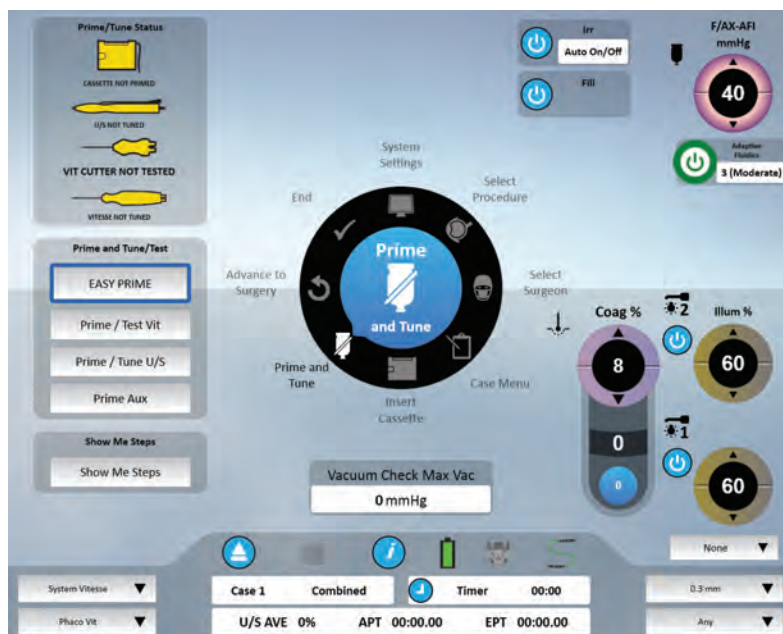 Prime/Tune Status
CASSETTE NOT PRIMED
U/S NOT TUNED
VIT CUTTER NOT TESTED
VITESSE NOT TUNED
Prime and Tune/Test
EASY PRIME
Prime / Test Vit
Prime / Tune U/S
Prime Aux
Show Me Steps
Show Me Steps
System
Settings
Select
Procedure
Select
Surgeon
Case Menu
Insert
Cassette
Prime and
Tune
Advance to
Surgery
End
Prime
and Tune
Vacuum Check Max Vac
0 mmHg
Irr
Auto On/Off
Fill
F/AX-AFI
mmHg
40
Adaptive
Fluidics
3 (Moderate)
Coag %
8
0
0
2
Illum %
60
1
60
None
System Vitesse
Phaco Vit
Case 1 Combined
Timer 00:00
U/S AVE 0% APT 00:00.00 EPT 00:00.00
0.3 mm
Any